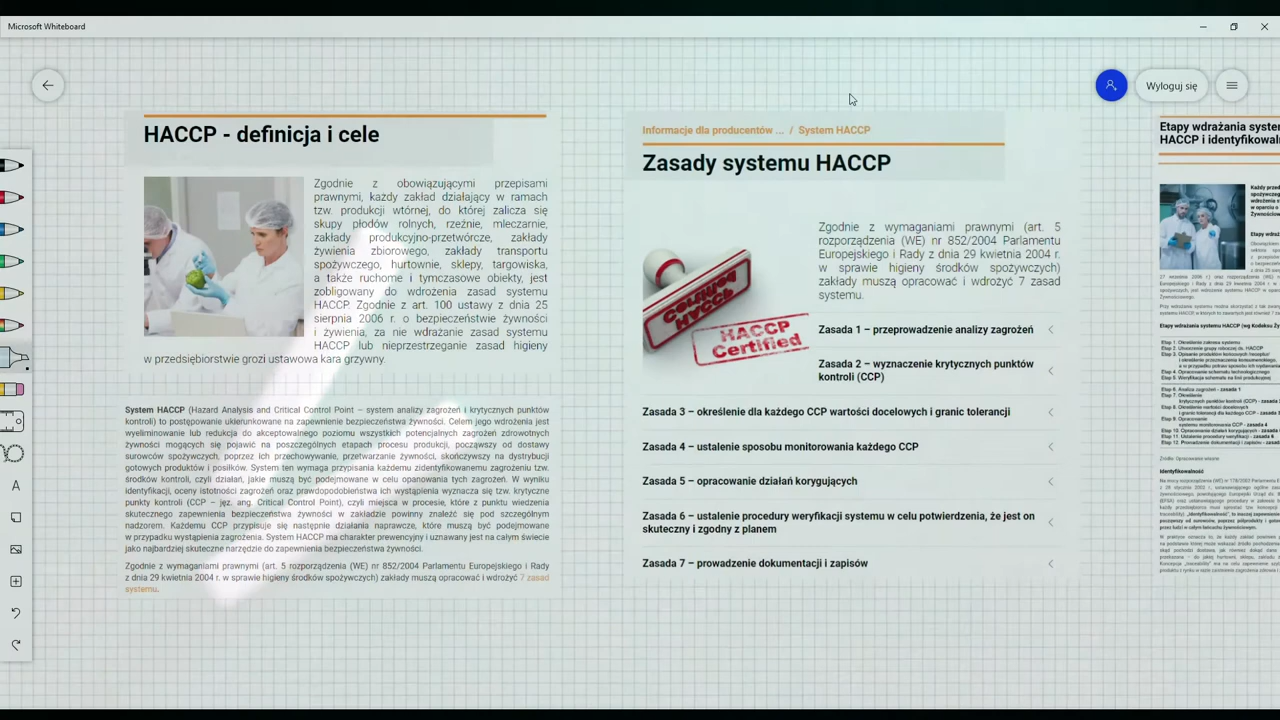 Microsoft Whiteboard
Wyloguj się
HACCP - definicja i cele
Zgodnie z obowiązującymi przepisami
prawnymi, każdy zakład działający w ramach
tzw. produkcji wtórnej, do której zalicza się
skupy płodów rolnych, rzeźnie, mleczarnie,
zakłady produkcyjno-przetwórcze, zakłady
żywienia zbiorowego, zakłady transportu
spożywczego, hurtownie, sklepy, targowiska,
a także ruchome i tymczasowe obiekty, jest
zobligowany do wdrożenia zasad systemu
HACCP. Zgodnie z art. 100 ustawy z dnia 25
sierpnia 2006 r. o bezpieczeństwie żywności
i żywienia, za nie wdrażanie zasad systemu
HACCP lub nieprzestrzeganie zasad higieny
w przedsiębiorstwie grozi ustawowa kara grzywny.
System HACCP (Hazard Analysis and Critical Control Point – system analizy zagrożeń i krytycznych punktów
kontroli) to postępowanie ukierunkowane na zapewnienie bezpieczeństwa żywności. Celem jego wdrożenia jest
wyeliminowanie lub redukcja do akceptowalnego poziomu wszystkich potencjalnych zagrożeń zdrowotnych
żywności mogących się pojawić na poszczególnych etapach procesu produkcji, począwszy od dostawy
surowców spożywczych, poprzez ich przechowywanie, przetwarzanie żywności, skończywszy na dystrybucji
gotowych produktów i posiłków. System ten wymaga przypisania każdemu zidentyfikowanemu zagrożeniu tzw.
środków kontroli, czyli działań, jakie muszą być podejmowane w celu opanowania tych zagrożeń. W wyniku
identyfikacji, oceny istotności zagrożeń oraz prawdopodobieństwa ich wystąpienia wyznacza się tzw. krytyczne
punkty kontroli (CCP – jęz. ang. Critical Control Point), czyli miejsca w procesie, które z punktu widzenia
skutecznego zapewnienia bezpieczeństwa żywności w zakładzie powinny znaleźć się pod szczególnym
nadzorem. Każdemu CCP przypisuje się następnie działania naprawcze, które muszą być podejmowane
w przypadku wystąpienia zagrożenia. System HACCP ma charakter prewencyjny i uznawany jest na całym świecie
jako najbardziej skuteczne narzędzie do zapewnienia bezpieczeństwa żywności.
Zgodnie z wymaganiami prawnymi (art. 5 rozporządzenia (WE) nr 852/2004 Parlamentu Europejskiego i Rady
z dnia 29 kwietnia 2004 r. w sprawie higieny środków spożywczych) zakłady muszą opracować i wdrożyć 7 zasad
systemu.
Informacje dla producentów ... / System HACCP
Zasady systemu HACCP
HACCP
Certified
Zgodnie z wymaganiami prawnymi (art. 5
rozporządzenia (WE) nr 852/2004 Parlamentu
Europejskiego i Rady z dnia 29 kwietnia 2004 r.
w sprawie higieny środków spożywczych)
zakłady muszą opracować i wdrożyć 7 zasad
systemu.
Zasada 1 – przeprowadzenie analizy zagrożeń
Zasada 2 – wyznaczenie krytycznych punktów
kontroli (CCP)
Zasada 3 – określenie dla każdego CCP wartości docelowych i granic tolerancji
Zasada 4 – ustalenie sposobu monitorowania każdego CCP
Zasada 5 – opracowanie działań korygujących
Zasada 6 – ustalenie procedury weryfikacji systemu w celu potwierdzenia, że jest on
skuteczny i zgodny z planem
Zasada 7 – prowadzenie dokumentacji i zapisów
Etapy wdrażania
HACCP i
Źródło: Opracowanie własne
Identyfikowalność